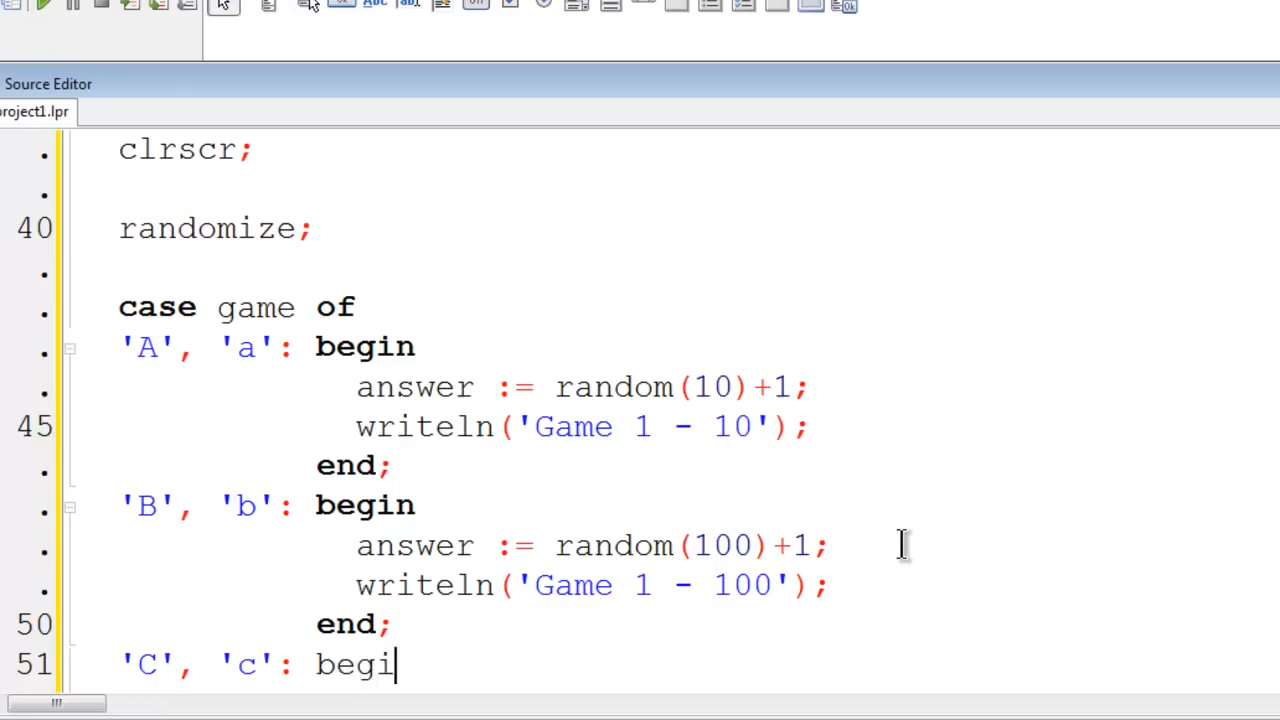 Source Editor
project1.lpr
clrscr;
40 randomize;
case game of
'A', 'a': begin
answer := random(10)+1;
45 writeln('Game 1 - 10');
end;
'B', 'b': begin
answer := random(100)+1;
writeln('Game 1 - 100');
50 end;
51 'C', 'c': begi